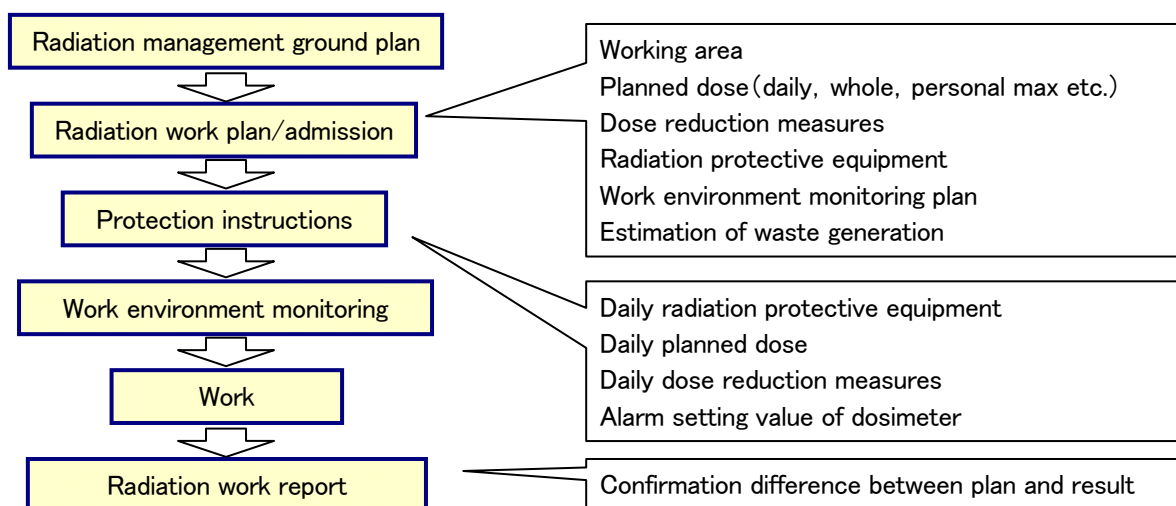 Radiation management ground plan
Radiation work plan/admission
Protection instructions
Work environment monitoring
Work
Radiation work report
Working area
Planned dose(daily, whole, personal max etc.)
Dose reduction measures
Radiation protective equipment
Work environment monitoring plan
Estimation of waste generation
Daily radiation protective equipment
Daily planned dose
Daily dose reduction measures
Alarm setting value of dosimeter
Confirmation difference between plan and result